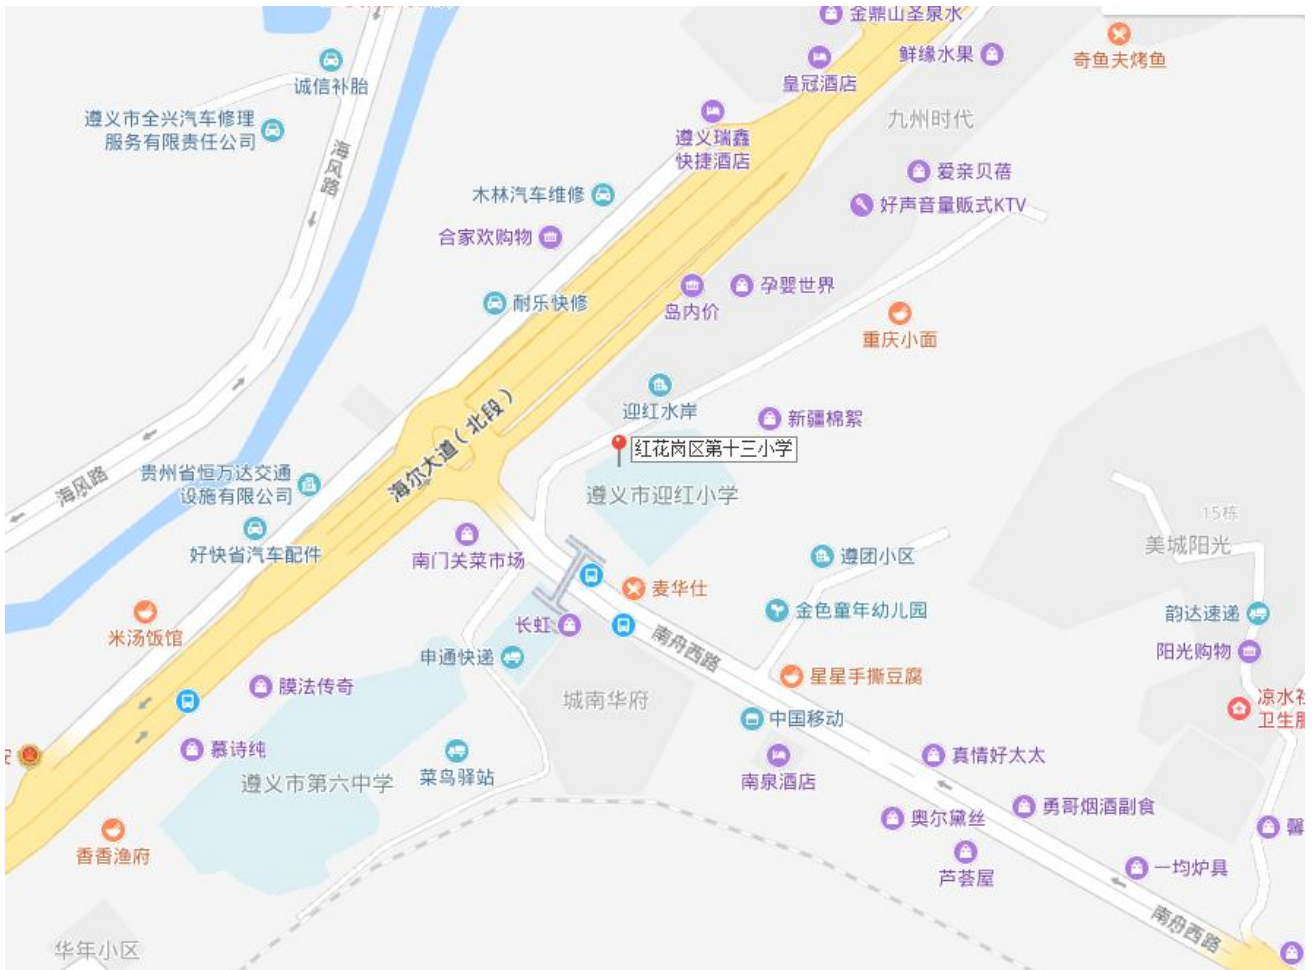 金鼎山圣泉水
鲜缘水果
奇鱼夫烤鱼
皇冠酒店
诚信补胎
九州时代
遵义市全兴汽车修理
服务有限责任公司
遵义瑞鑫
快捷酒店
海风路
爱亲贝蓓
木林汽车维修
好声音量贩式KTV
合家欢购物
孕婴世界
耐乐快修
岛内价
重庆小面
迎红水岸
新疆棉絮
海尔大道（北段）
红花岗区第十三小学
海风路
贵州省恒万达交通
设施有限公司
遵义市迎红小学
15栋
美城阳光
好快省汽车配件
南门关菜市场
遵团小区
麦华仕
金色童年幼儿园
韵达速递
米汤饭馆
长虹
南舟西路
阳光购物
申通快递
星星手撕豆腐
膜法传奇
城南华府
凉水社
卫生服
中国移动
慕诗纯
遵义市第六中学
菜鸟驿站
南泉酒店
真情好太太
勇哥烟酒副食
奥尔黛丝
馨
香香渔府
芦荟屋
一均炉具
南舟西路
华年小区